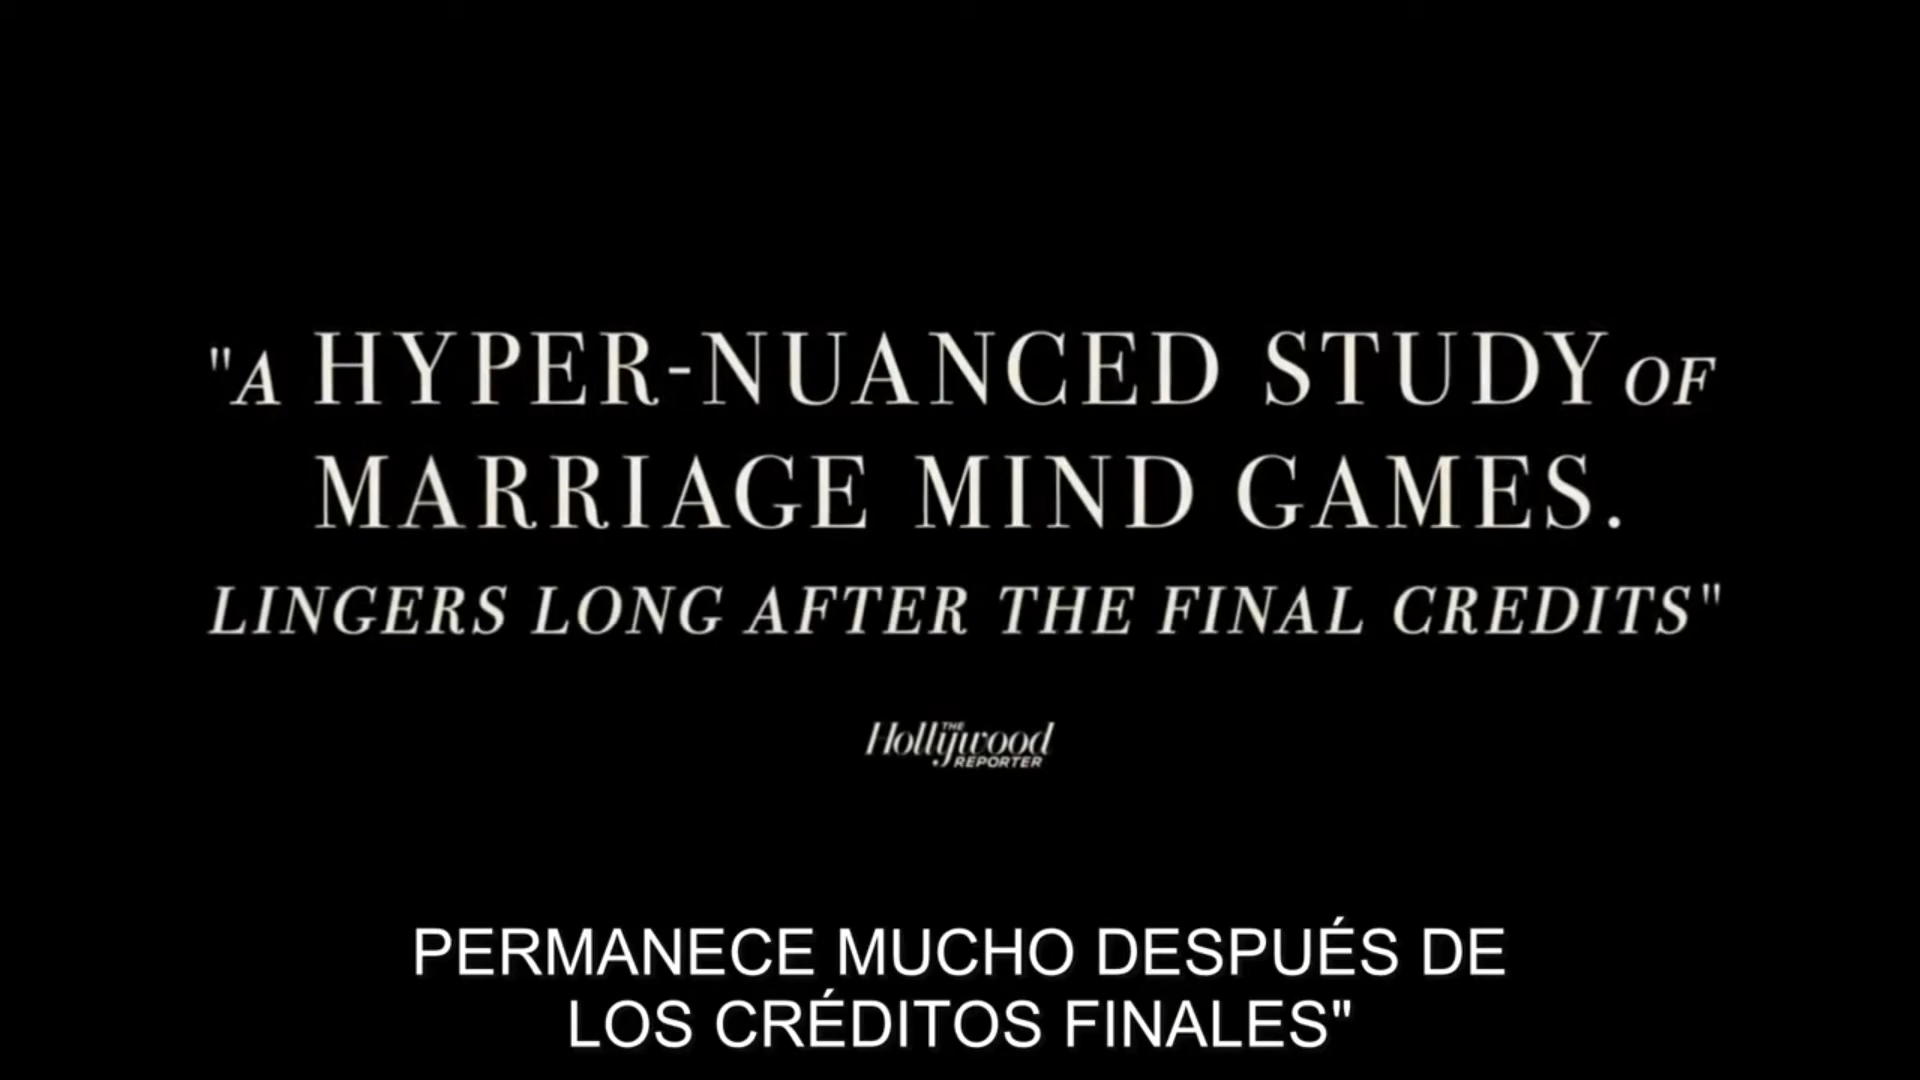 "A HYPER-NUANCED STUDY OF
MARRIAGE MIND GAMES.
LINGERS LONG AFTER THE FINAL CREDITS"
THE
Hollywood
REPORTER
PERMANECE MUCHO DESPUÉS DE
LOS CRÉDITOS FINALES"